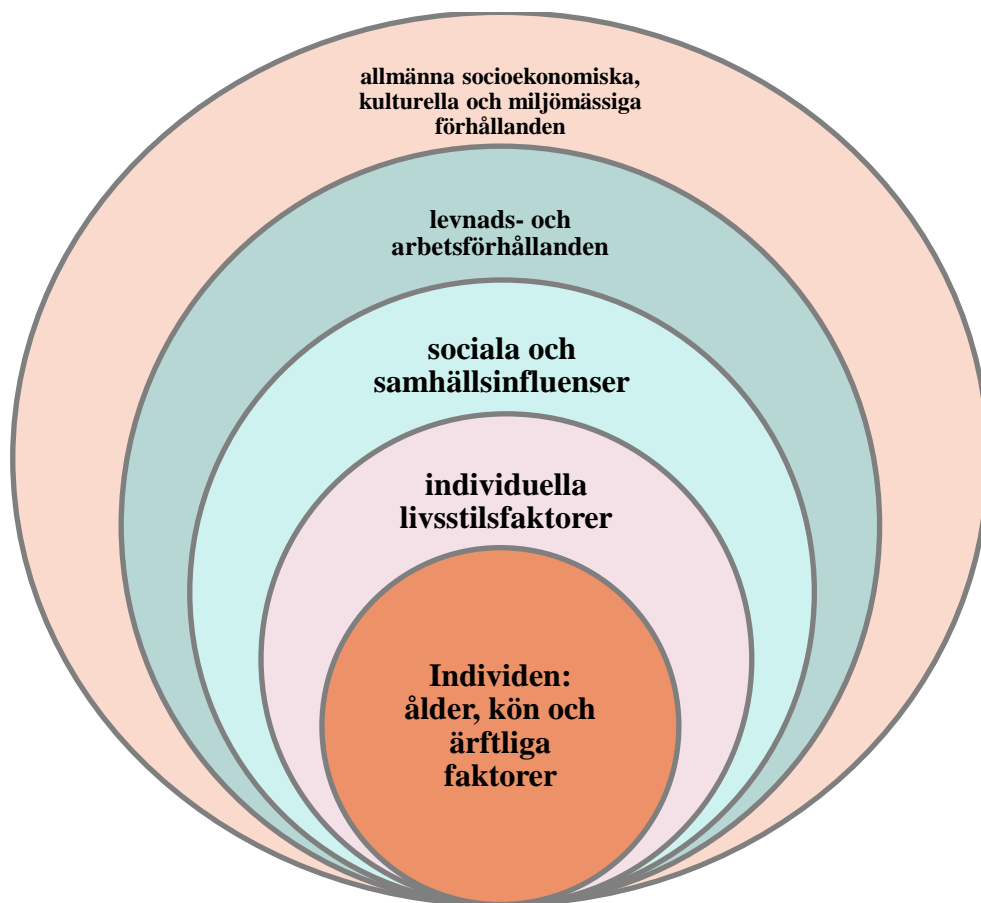 allmänna socioekonomiska,
kulturella och miljömässiga
förhållanden
levnads- och
arbetsförhållanden
sociala och
samhällsinfluenser
individuella
livsstilsfaktorer
Individen:
ålder, kön och
ärftliga
faktorer